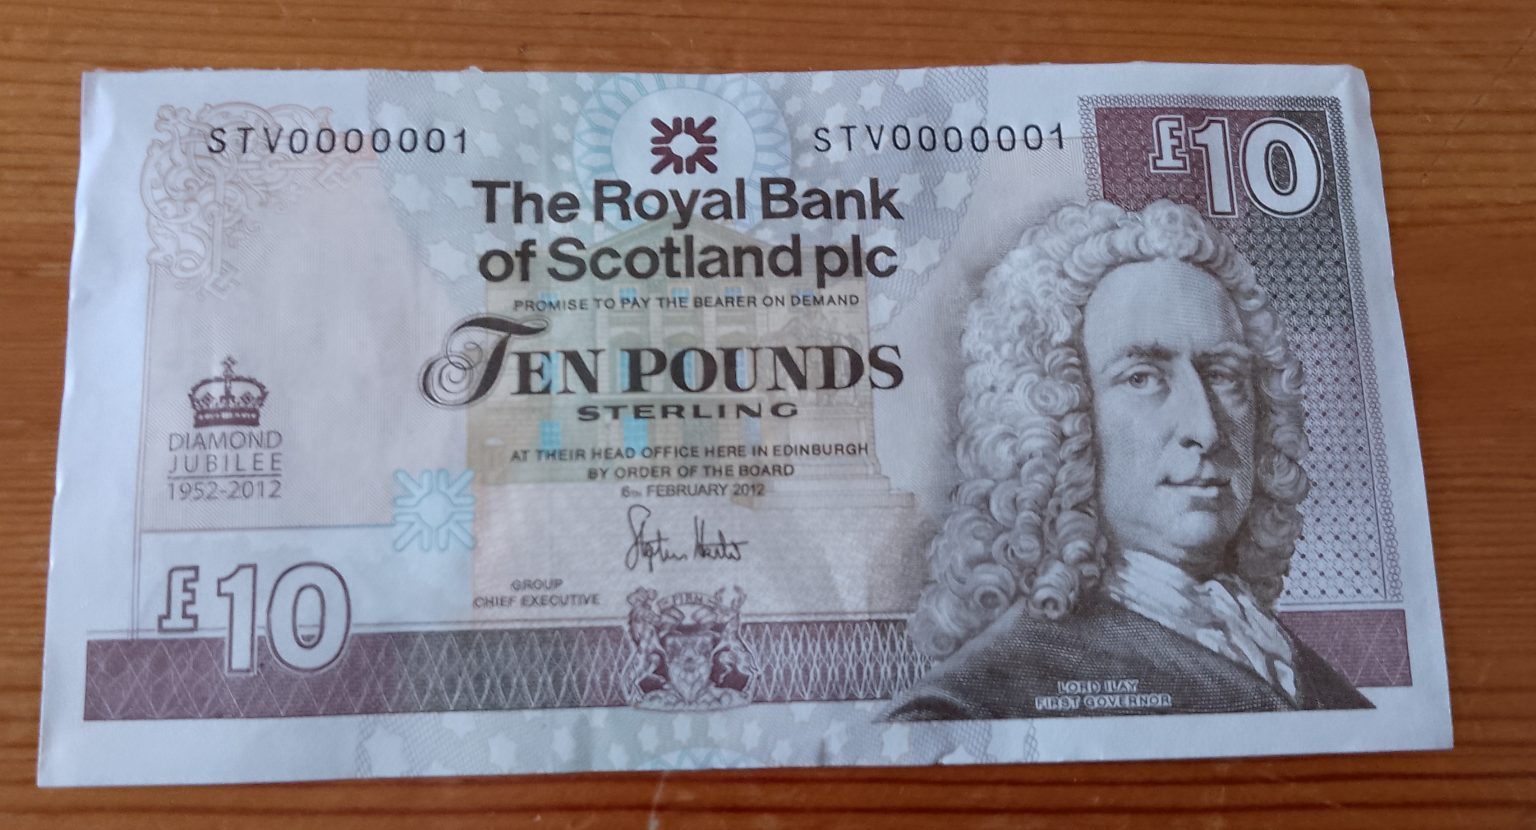 STV0000001
STV0000001
£10
The Royal Bank
of Scotland plc
PROMISE TO PAY THE BEARER ON DEMAND
TEN POUNDS
STERLING
AT THEIR HEAD OFFICE HERE IN EDINBURGH
BY ORDER OF THE BOARD
6th FEBRUARY 2012
DIAMOND
JUBILEE
1952-2012
GROUP
CHIEF EXECUTIVE
£10
FIRM
LORD ILAY
FIRST GOVERNOR